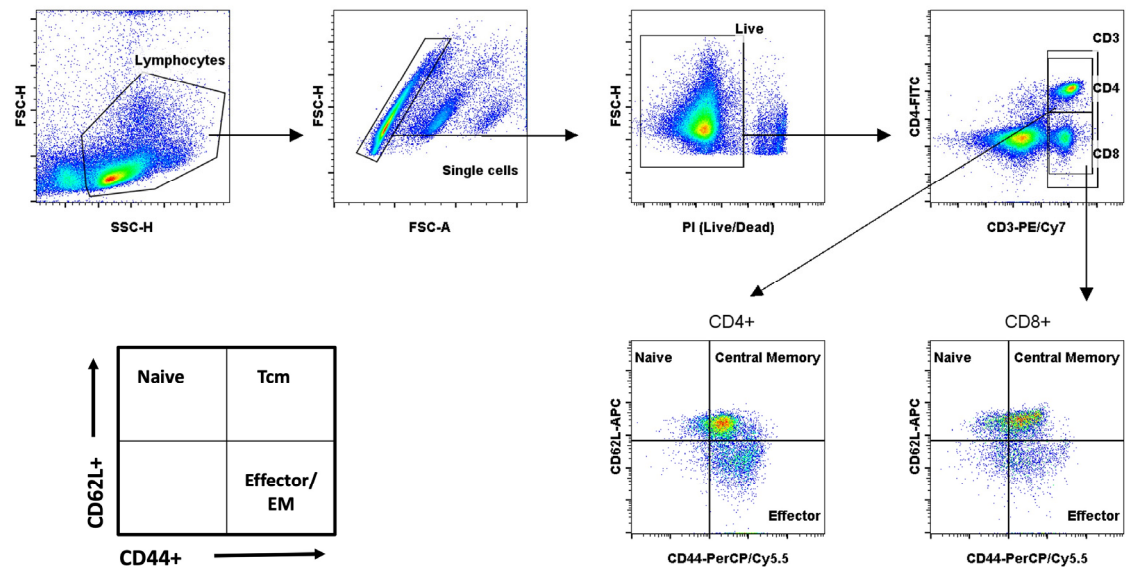 Lymphocytes
FSC-H
SSC-H
FSC-H
Single cells
FSC-A
Live
FSC-H
PI (Live/Dead)
CD3
CD4
CD8
CD4-FITC
CD3-PE/Cy7
CD4+
Naive Central Memory
CD62L-APC
Effector
CD44-PerCP/Cy5.5
CD8+
Naive Central Memory
CD62L-APC
Effector
CD44-PerCP/Cy5.5
Naive Tcm
Effector/
EM
CD62L+
CD44+